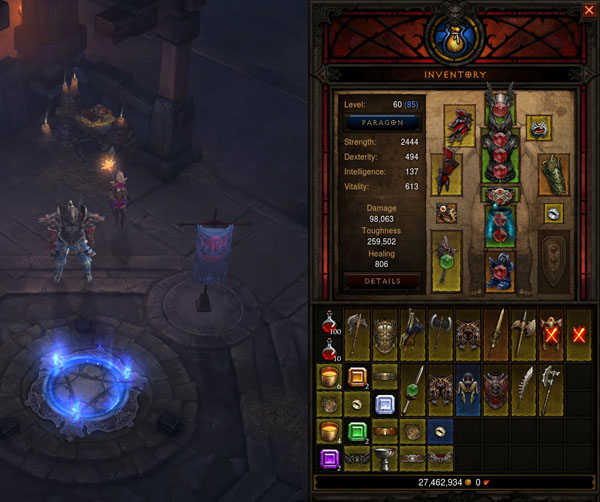 INVENTORY
Level: 60 (85)
PARAGON
Strength: 2444
Dexterity: 494
Intelligence: 137
Vitality: 613
Damage
98,063
Toughness
259,502
Healing
806
DETAILS
100
10
6
2
4
2
2
27,462,934 0